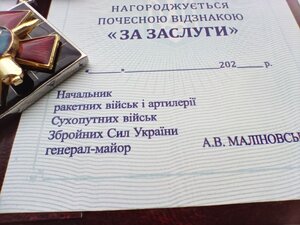 НАГОРОДЖУЄТЬСЯ
ПОЧЕСНОЮ ВІДЗНАКОЮ
«ЗА ЗАСЛУГИ»
202 р.
Начальник
ракетних військ і артилерії
Сухопутних військ
Збройних Сил України
генерал-майор А.В. МАЛІНОВСЬ